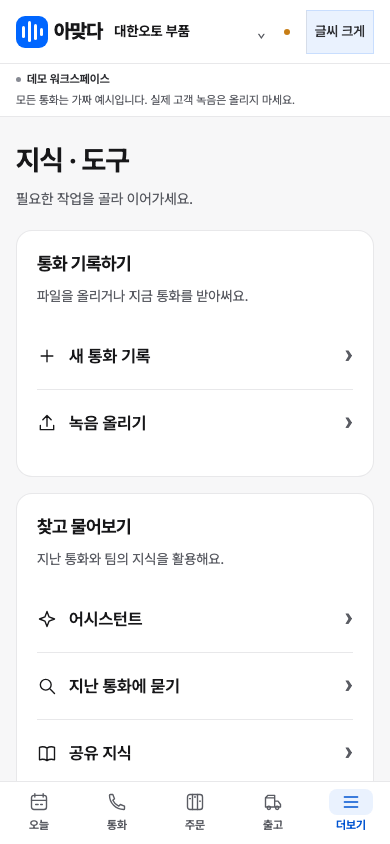 아맞다 대한오토 부품 글씨 크게
데모 워크스페이스
모든 통화는 가짜 예시입니다. 실제 고객 녹음은 올리지 마세요.
지식 · 도구
필요한 작업을 골라 이어가세요.
통화 기록하기
파일을 올리거나 지금 통화를 받아써요.
새 통화 기록
녹음 올리기
찾고 물어보기
지난 통화와 팀의 지식을 활용해요.
어시스턴트
지난 통화에 묻기
공유 지식
오늘 통화 주문 출고 더보기